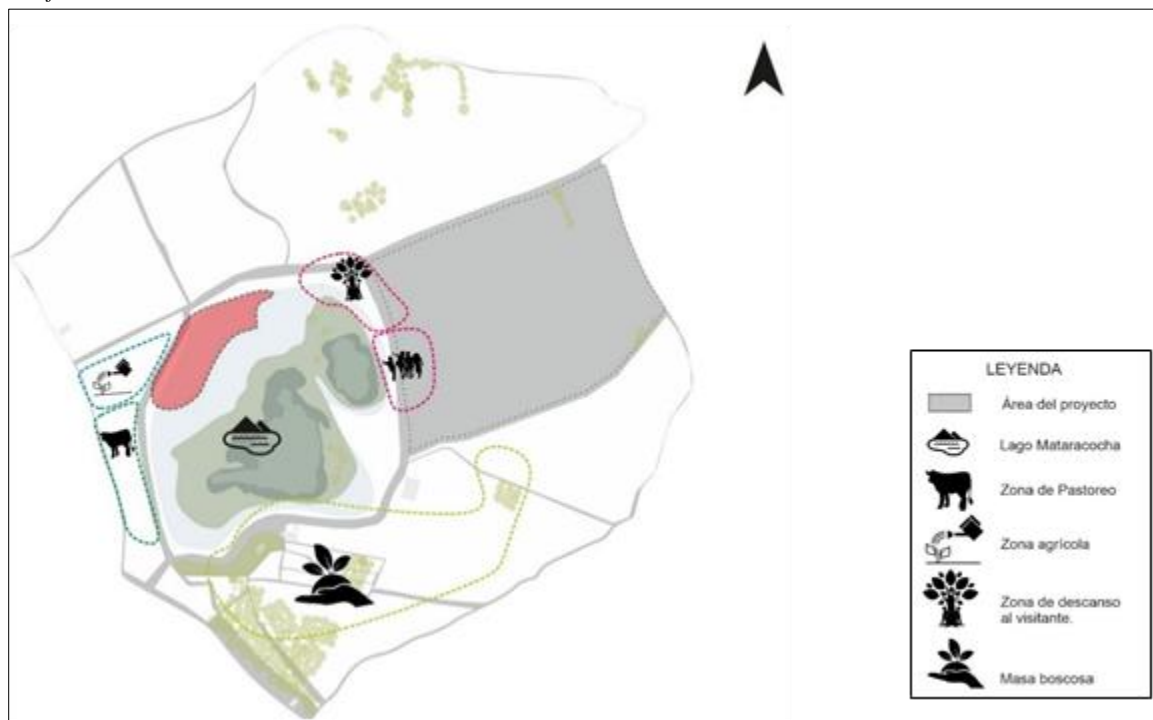 LEYENDA
Área del proyecto
Lago Mataracocha
Zona de Pastoreo
Zona agrícola
Zona de descanso
al visitante.
Masa boscosa